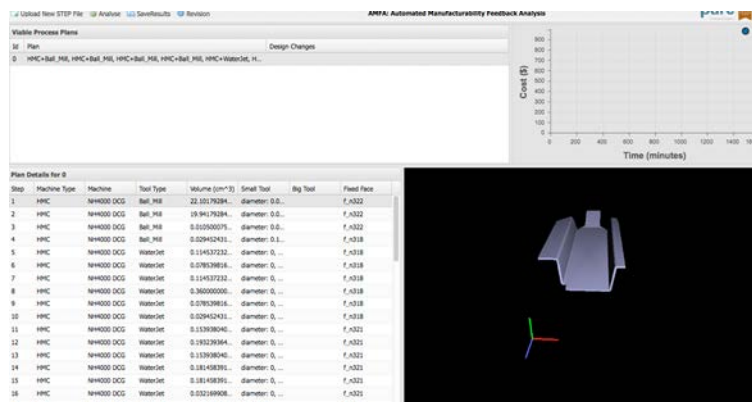 Upload New STEP File Analyse SaveResults Revision AMFA: Automated Manufacturability Feedback Analysis
Viable Process Plans
Id Plan Design Changes
0 HMC+Ball_Mill, HMC+Ball_Mill, HMC+Ball_Mill, HMC+Ball_Mill, HMC+WaterJet, H...
Cost ($)
900
800
700
600
500
400
300
200
100
0
0 200 400 600 800 1000 1200 1400
Time (minutes)
Plan Details for 0
Step Machine Type Machine Tool Type Volume (cm^3) Small Tool Big Tool Fixed Face
1 HMC NH4000 DCG Ball_Mill 22.10179284... diameter: 0.0... f_n322
2 HMC NH4000 DCG Ball_Mill 19.94179284... diameter: 0.0... f_n322
3 HMC NH4000 DCG Ball_Mill 0.010500075... diameter: 0.0... f_n322
4 HMC NH4000 DCG Ball_Mill 0.029452431... diameter: 0.1... f_n318
5 HMC NH4000 DCG WaterJet 0.114537232... diameter: 0, ... f_n318
6 HMC NH4000 DCG WaterJet 0.078539816... diameter: 0, ... f_n318
7 HMC NH4000 DCG WaterJet 0.114537232... diameter: 0, ... f_n318
8 HMC NH4000 DCG WaterJet 0.360000000... diameter: 0, ... f_n318
9 HMC NH4000 DCG WaterJet 0.078539816... diameter: 0, ... f_n318
10 HMC NH4000 DCG WaterJet 0.029452431... diameter: 0, ... f_n318
11 HMC NH4000 DCG WaterJet 0.153938040... diameter: 0, ... f_n321
12 HMC NH4000 DCG WaterJet 0.193239364... diameter: 0, ... f_n321
13 HMC NH4000 DCG WaterJet 0.153938040... diameter: 0, ... f_n321
14 HMC NH4000 DCG WaterJet 0.181458391... diameter: 0, ... f_n321
15 HMC NH4000 DCG WaterJet 0.181458391... diameter: 0, ... f_n321
16 HMC NH4000 DCG WaterJet 0.032169908... diameter: 0, ... f_n321